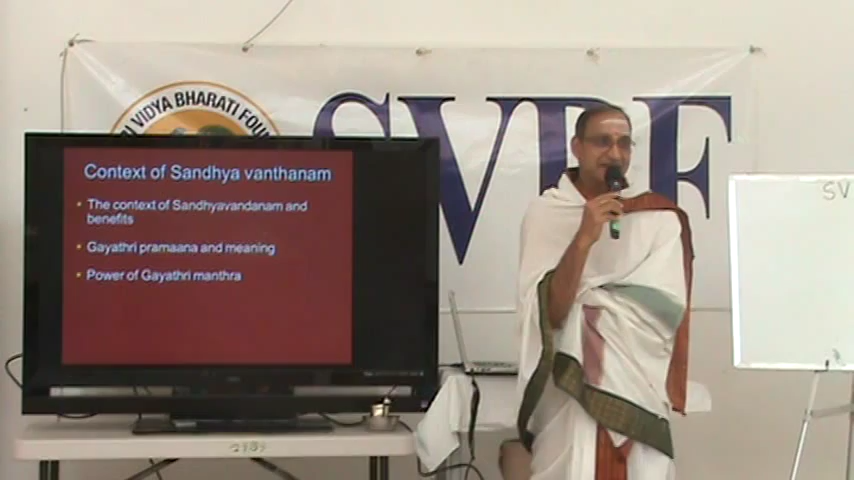 VIDYA BHARATI FOU
SVBF
Context of Sandhya vanthanam
The context of Sandhyavandanam and
benefits
Gayathri pramaana and meaning
Power of Gayathri manthra
SV